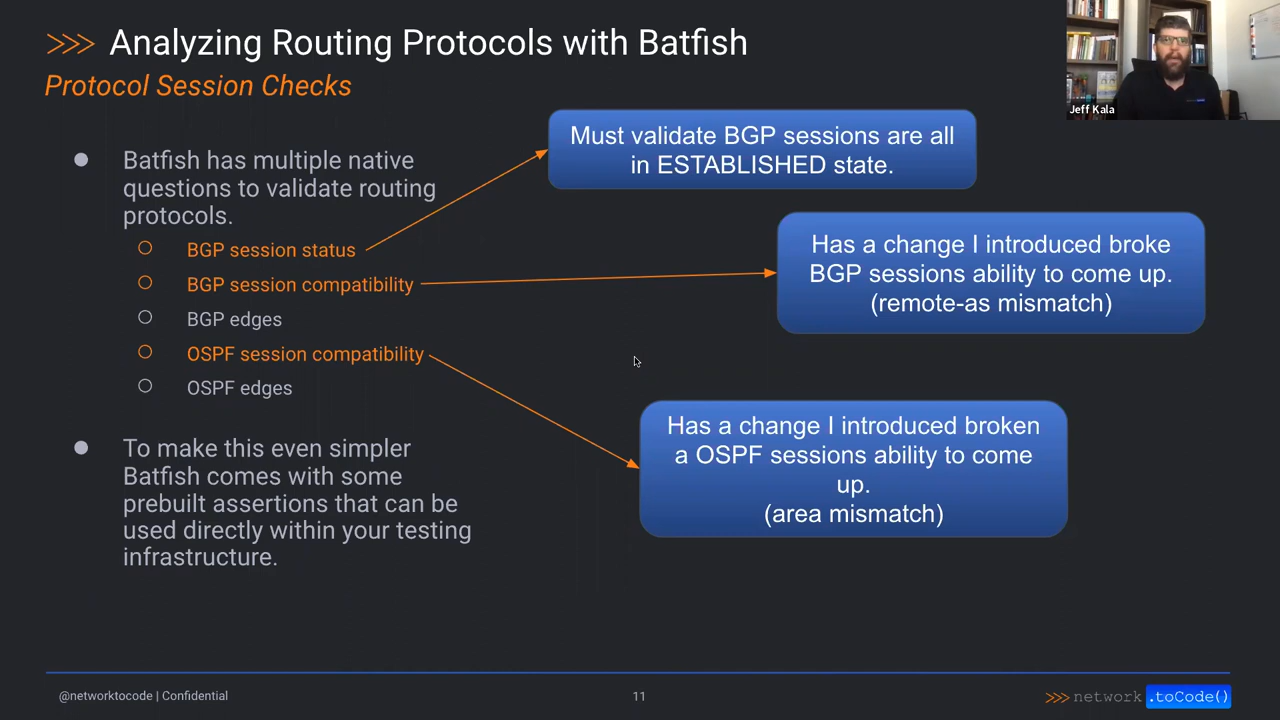 >>> Analyzing Routing Protocols with Batfish
Protocol Session Checks
Jeff Kala
Batfish has multiple native
questions to validate routing
protocols.
BGP session status
BGP session compatibility
BGP edges
OSPF session compatibility
OSPF edges
To make this even simpler
Batfish comes with some
prebuilt assertions that can be
used directly within your testing
infrastructure.
Must validate BGP sessions are all
in ESTABLISHED state.
Has a change I introduced broke
BGP sessions ability to come up.
(remote-as mismatch)
Has a change I introduced broken
a OSPF sessions ability to come
up.
(area mismatch)
@networktocode | Confidential
11
>>> network .toCode()